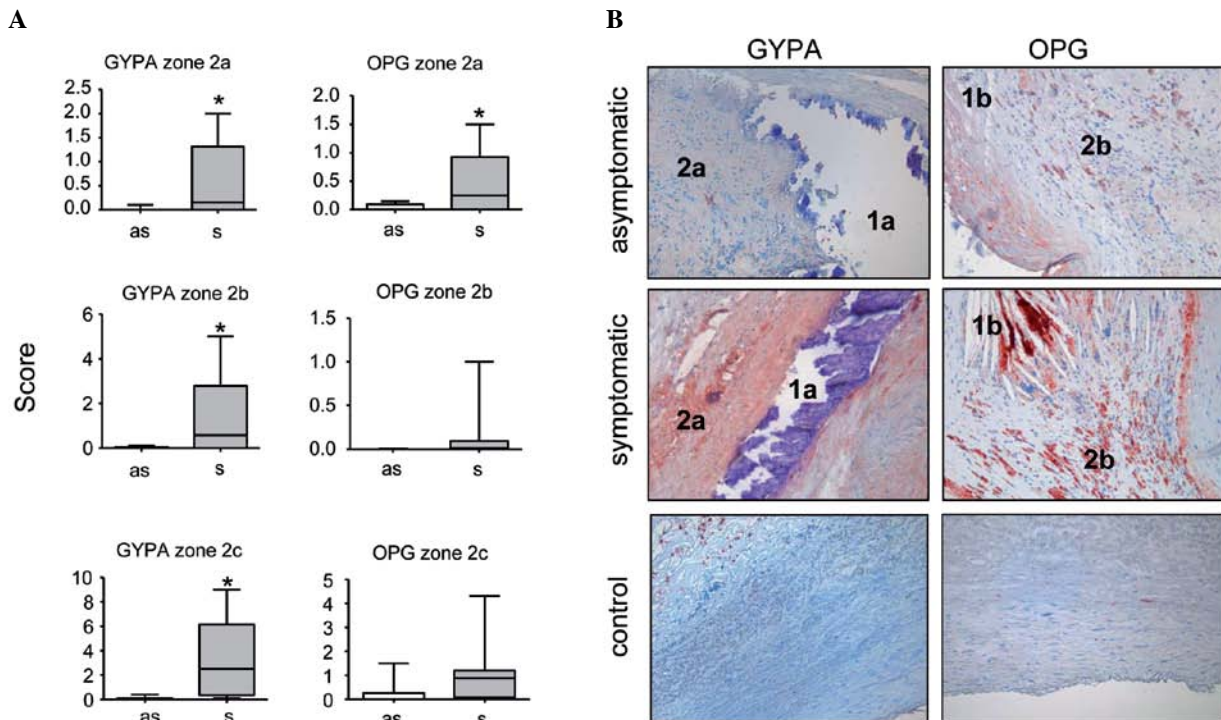 A
GYPA zone 2a
2.5
2.0
1.5
1.0
0.5
0.0
as
s
*
OPG zone 2a
2.0
1.5
1.0
0.5
0.0
as
s
*
GYPA zone 2b
6
4
2
0
as
s
*
OPG zone 2b
1.5
1.0
0.5
0.0
as
s
Score
GYPA zone 2c
10
8
6
4
2
0
as
s
*
OPG zone 2c
5
4
3
2
1
0
as
s
B
GYPA
OPG
asymptomatic
2a
1a
1b
2b
symptomatic
2a
1a
1b
2b
control